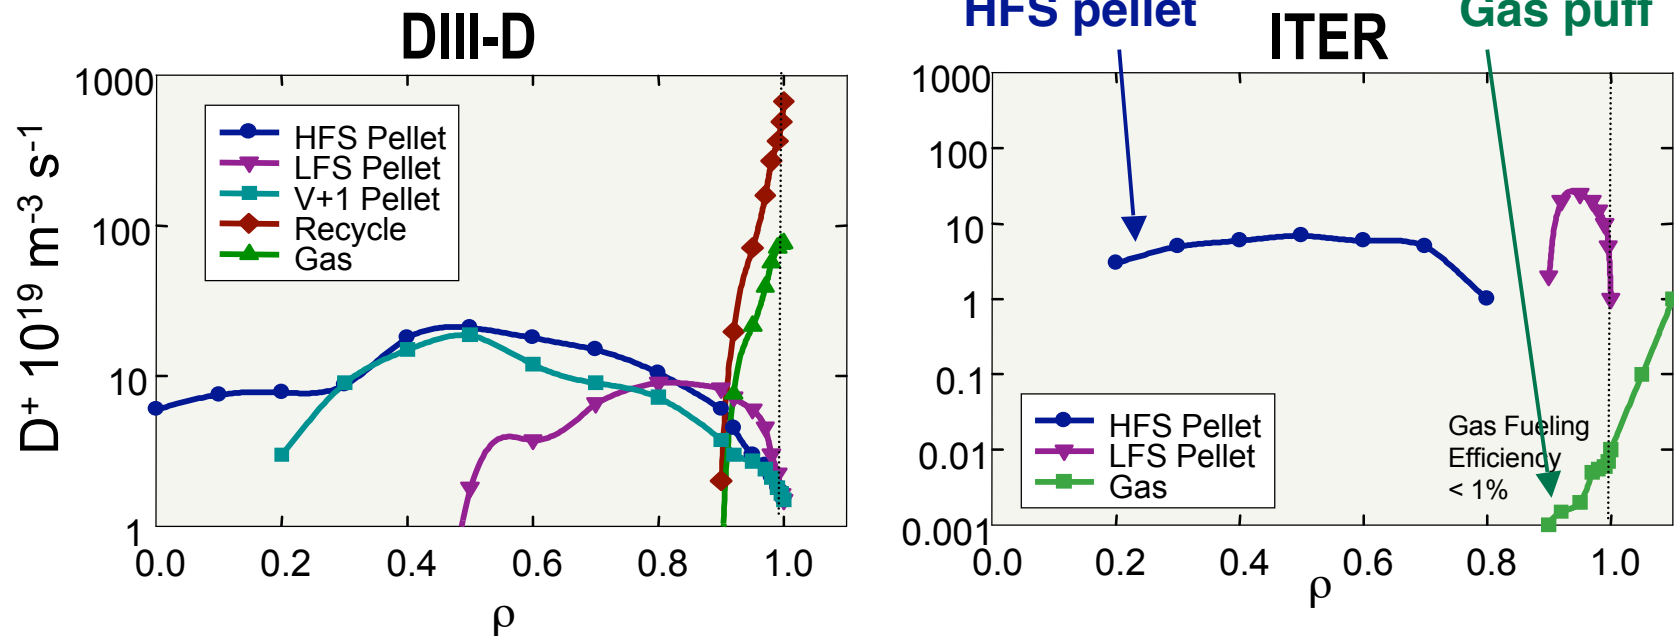 HFS pellet
Gas puff
DIII-D
ITER
D+ 10^19 m^-3 s^-1
1000
100
10
1
HFS Pellet
LFS Pellet
V+1 Pellet
Recycle
Gas
0.0 0.2 0.4 0.6 0.8 1.0
ρ
1000
100
10
1
0.1
0.01
0.001
HFS Pellet
LFS Pellet
Gas
Gas Fueling
Efficiency
< 1%
0.0 0.2 0.4 0.6 0.8 1.0
ρ